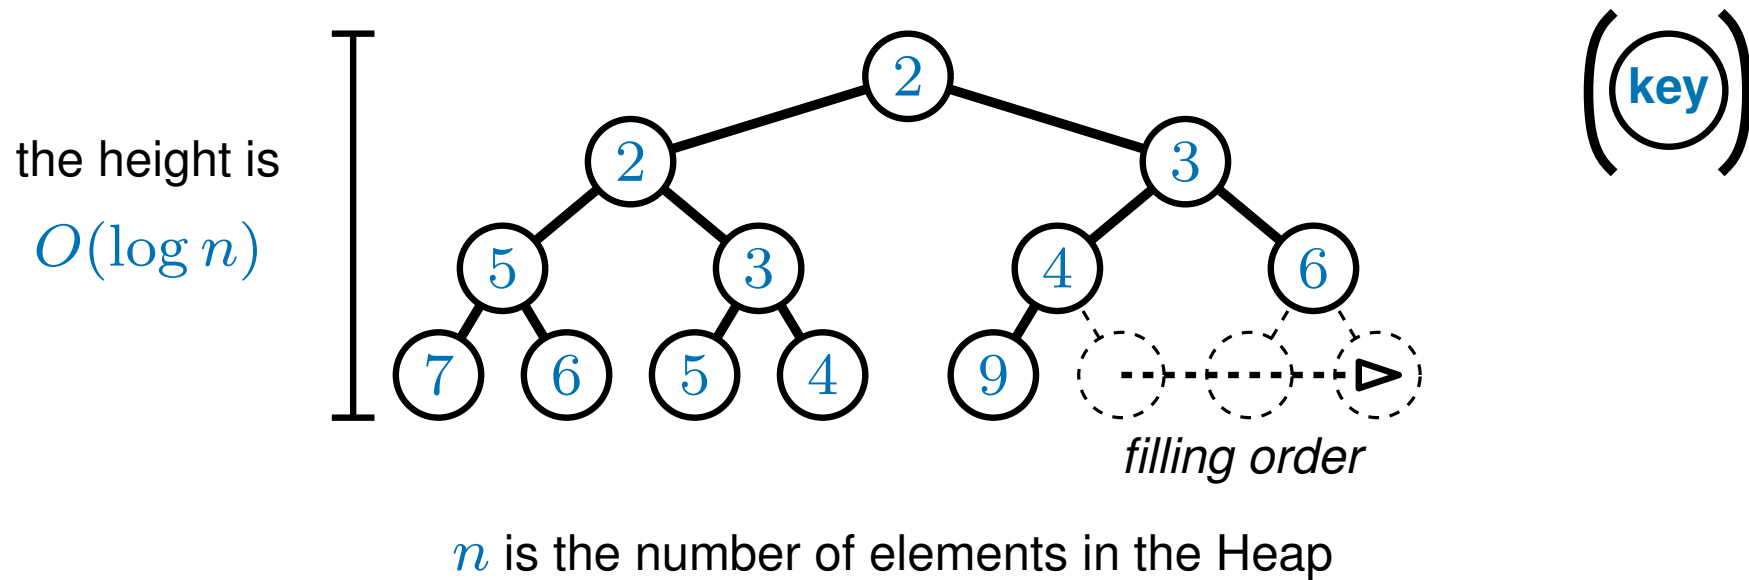 key
2
the height is
2 3
O(log n)
5 3 4 6
7 6 5 4 9
filling order
n is the number of elements in the Heap